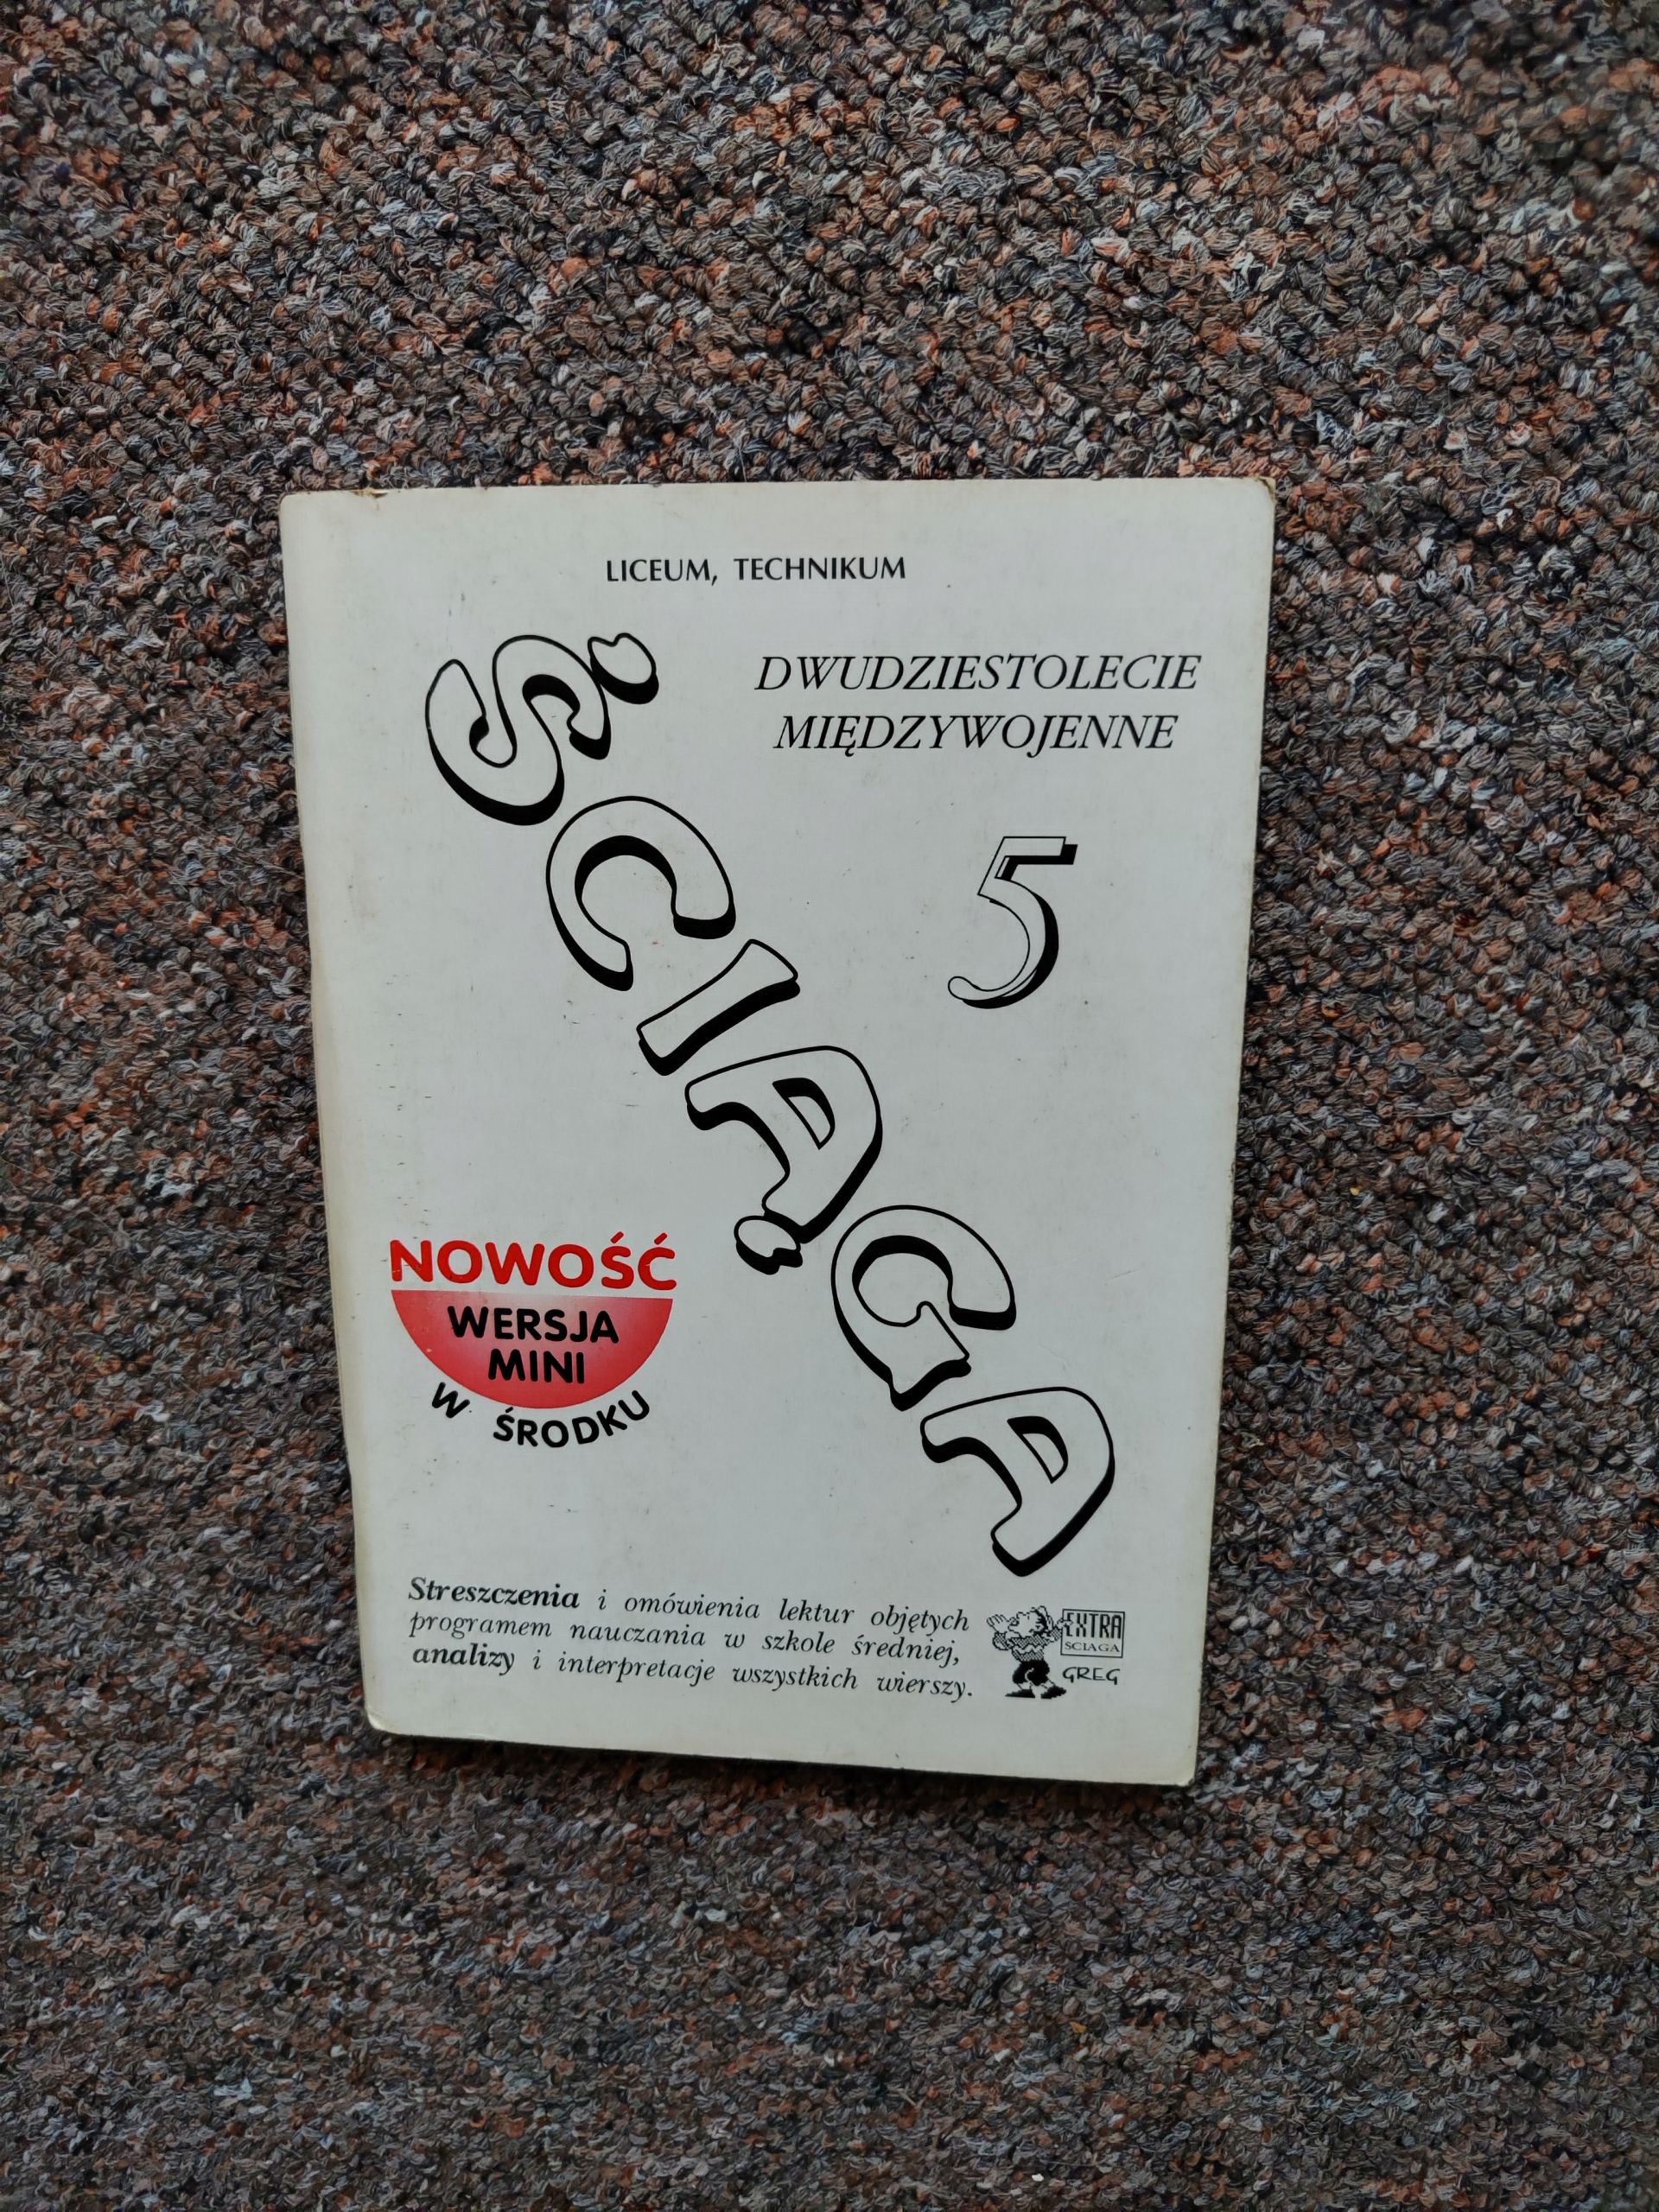 LICEUM, TECHNIKUM
DWUDZIESTOLECIE
MIĘDZYWOJENNE
5
ŚCIĄGA
NOWOŚĆ
WERSJA
MINI
W ŚRODKU
Streszczenia i omówienia lektur objętych
programem nauczania w szkole średniej,
analizy i interpretacje wszystkich wierszy.
EXTRA
ŚCIAGA
GREG